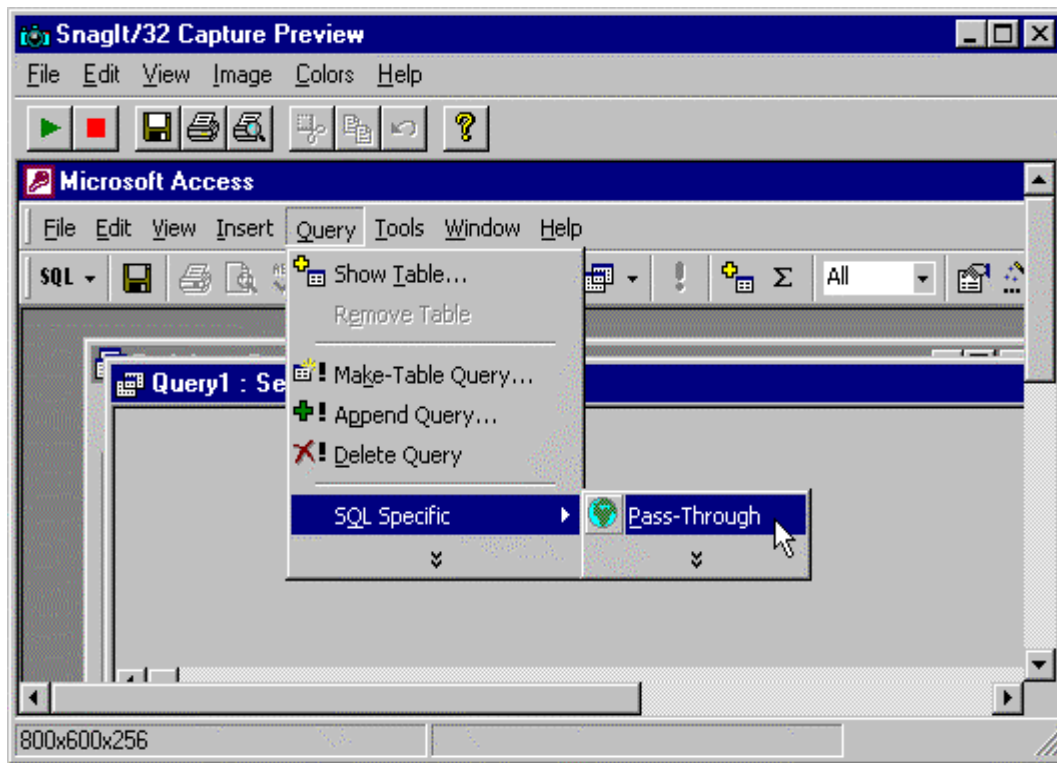 SnagIt/32 Capture Preview
File Edit View Image Colors Help
Microsoft Access
File Edit View Insert Query Tools Window Help
SQL All
Show Table...
Remove Table
Make-Table Query...
Query1 : Se
Append Query...
Delete Query
SQL Specific Pass-Through
800x600x256